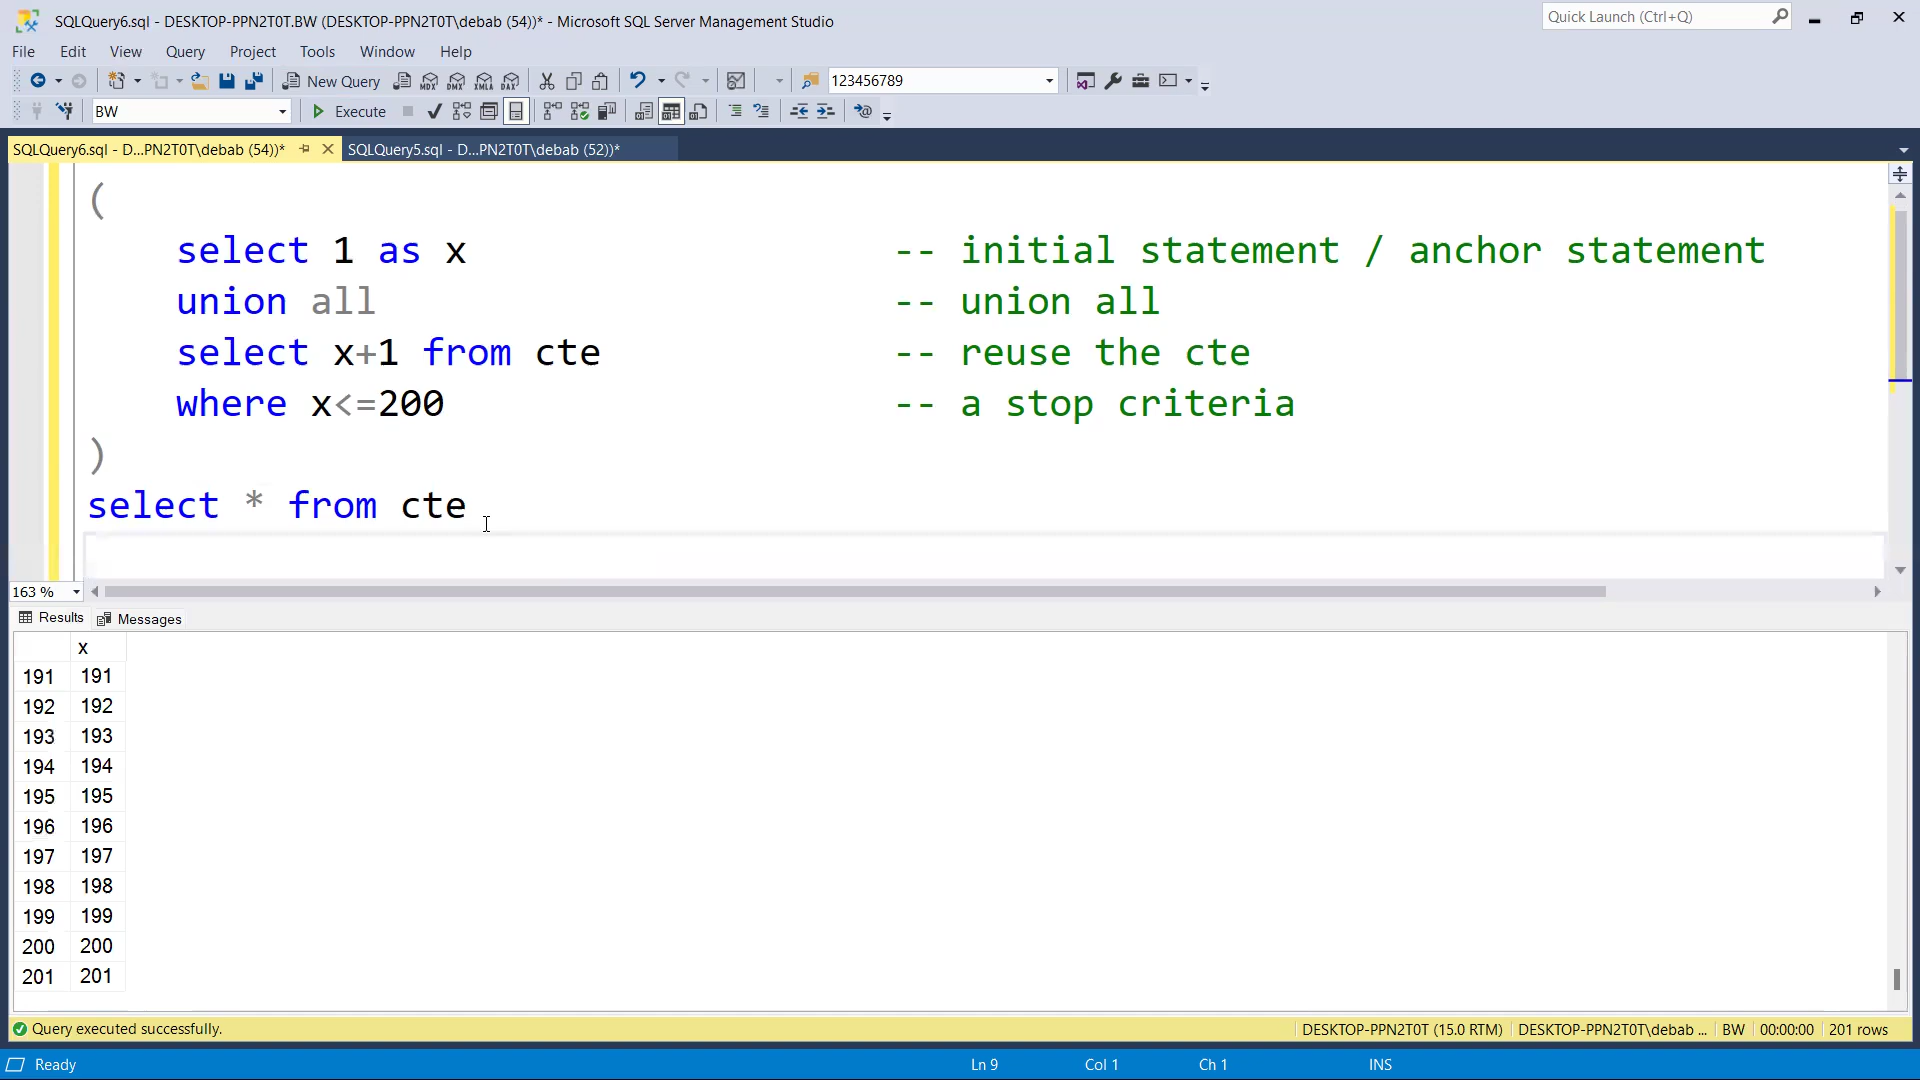 SQLQuery6.sql - DESKTOP-PPN2T0T.BW (DESKTOP-PPN2T0T\debab (54))* - Microsoft SQL Server Management Studio
Quick Launch (Ctrl+Q)
File Edit View Query Project Tools Window Help
New Query MDX DMX XMLA DAX 123456789
BW Execute
SQLQuery6.sql - D...PN2T0T\debab (54))* SQLQuery5.sql - D...PN2T0T\debab (52))*
(
select 1 as x -- initial statement / anchor statement
union all -- union all
select x+1 from cte -- reuse the cte
where x<=200 -- a stop criteria
)
select * from cte
163 %
Results Messages
x
191 191
192 192
193 193
194 194
195 195
196 196
197 197
198 198
199 199
200 200
201 201
Query executed successfully. DESKTOP-PPN2T0T (15.0 RTM) DESKTOP-PPN2T0T\debab ... BW 00:00:00 201 rows
Ready Ln 9 Col 1 Ch 1 INS